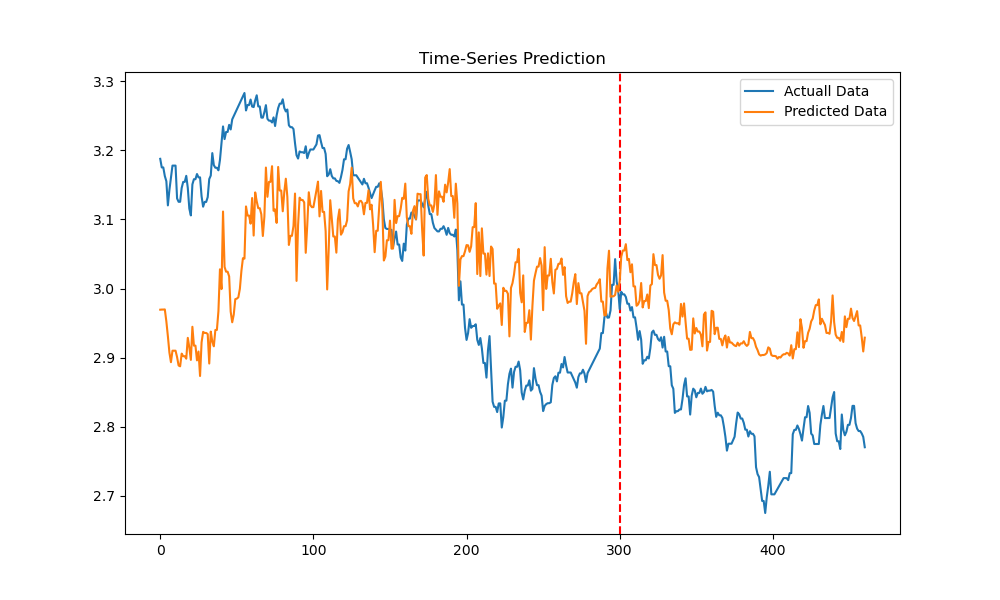 Time-Series Prediction
Actuall Data
Predicted Data
3.3
3.2
3.1
3.0
2.9
2.8
2.7
0 100 200 300 400